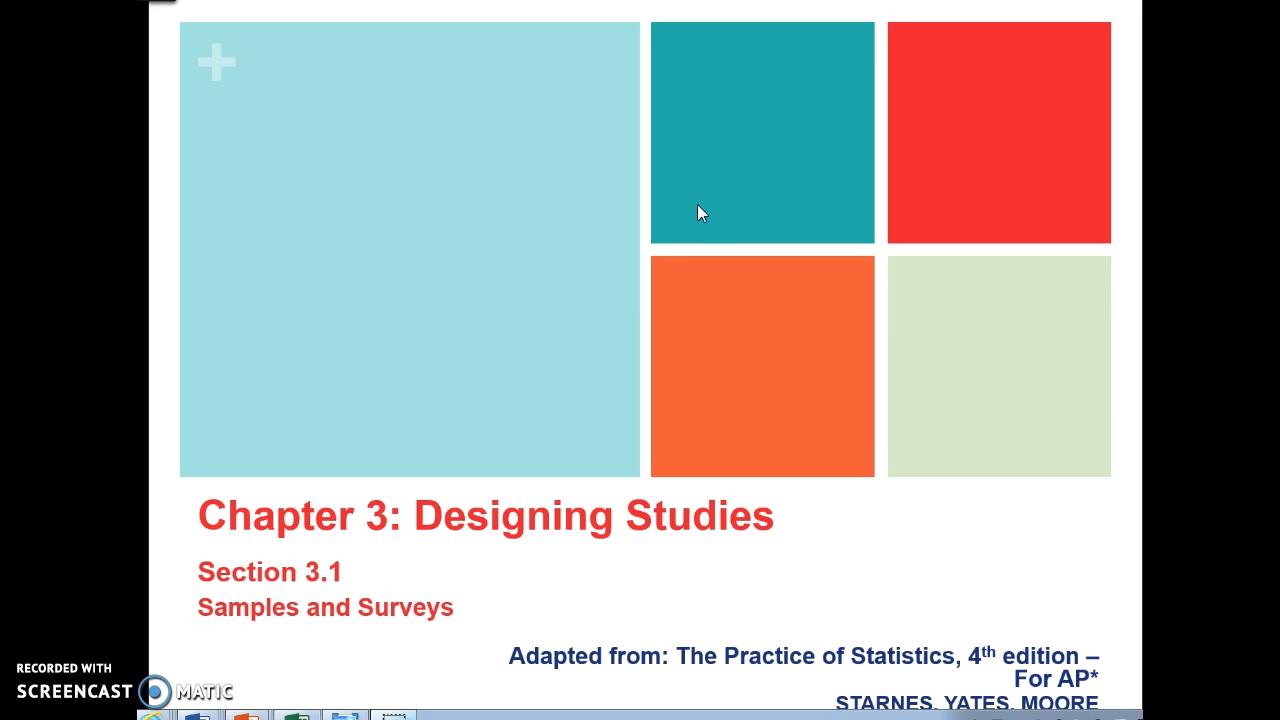 Chapter 3: Designing Studies
Section 3.1
Samples and Surveys
Adapted from: The Practice of Statistics, 4th edition –
For AP*
STARNES, YATES, MOORE
RECORDED WITH
SCREENCAST MATIC